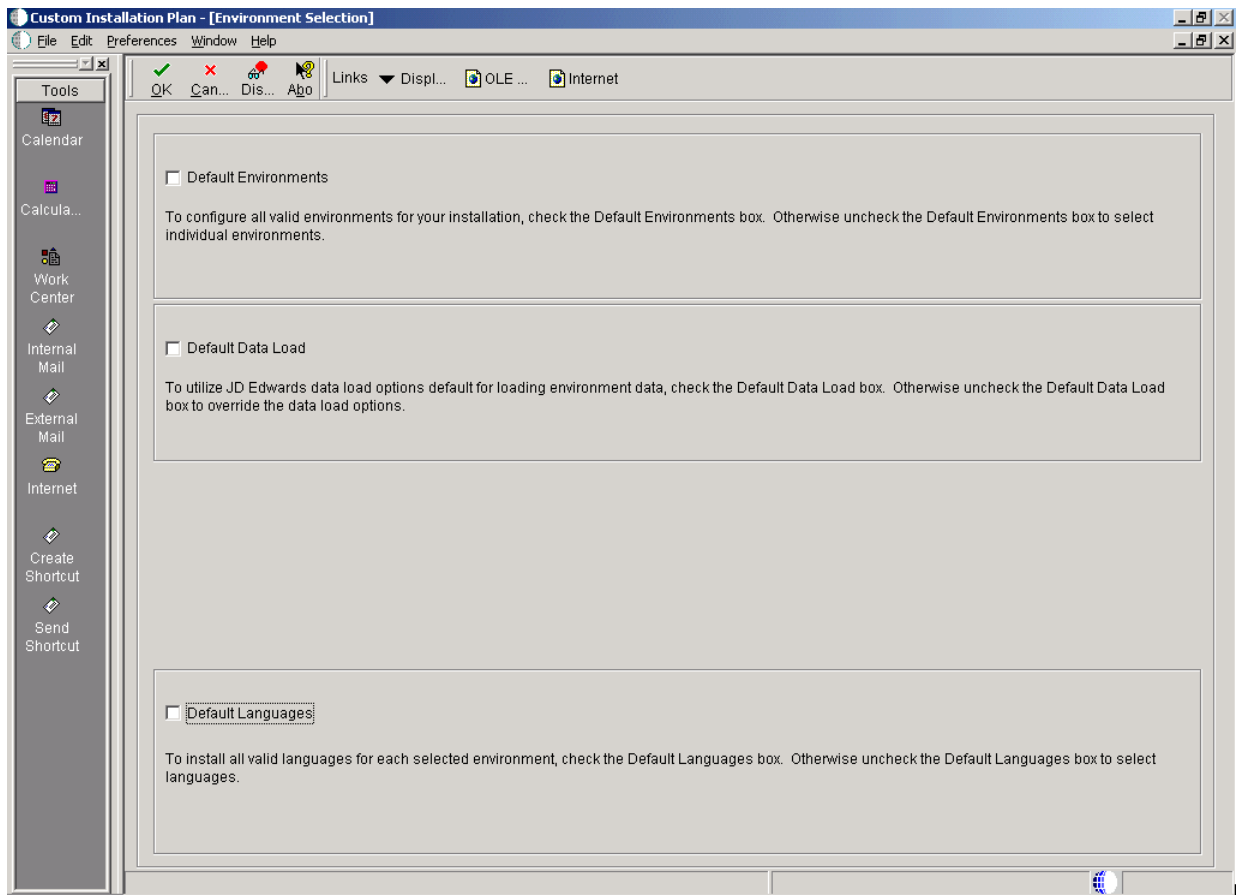 Custom Installation Plan - [Environment Selection]
File Edit Preferences Window Help
Tools
Calendar
Calcula...
Work
Center
Internal
Mail
External
Mail
Internet
Create
Shortcut
Send
Shortcut
OK Can... Dis... Abo Links Displ... OLE ... Internet
Default Environments
To configure all valid environments for your installation, check the Default Environments box. Otherwise uncheck the Default Environments box to select
individual environments.
Default Data Load
To utilize JD Edwards data load options default for loading environment data, check the Default Data Load box. Otherwise uncheck the Default Data Load
box to override the data load options.
Default Languages
To install all valid languages for each selected environment, check the Default Languages box. Otherwise uncheck the Default Languages box to select
languages.